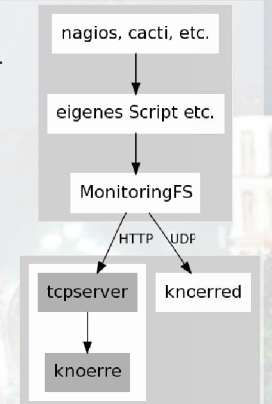 nagios, cacti, etc.
eigenes Script etc.
MonitoringFS
HTTP UDP
tcpserver knoerred
knoerre